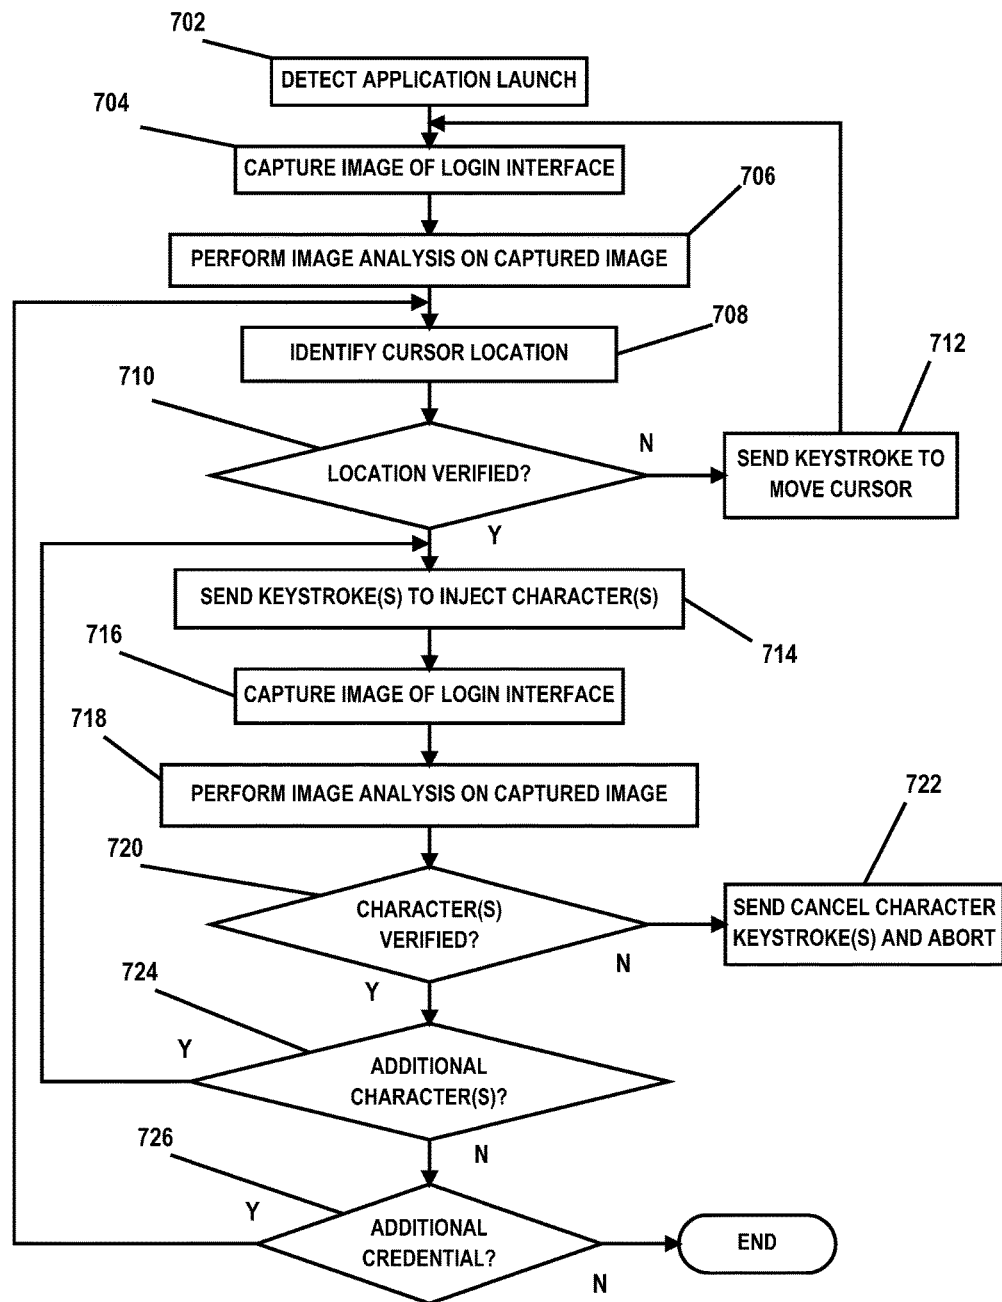 702
DETECT APPLICATION LAUNCH
704
CAPTURE IMAGE OF LOGIN INTERFACE
706
PERFORM IMAGE ANALYSIS ON CAPTURED IMAGE
708
IDENTIFY CURSOR LOCATION
712
710
N
SEND KEYSTROKE TO
MOVE CURSOR
LOCATION VERIFIED?
Y
SEND KEYSTROKE(S) TO INJECT CHARACTER(S)
714
716
CAPTURE IMAGE OF LOGIN INTERFACE
718
PERFORM IMAGE ANALYSIS ON CAPTURED IMAGE
722
720
CHARACTER(S)
VERIFIED?
SEND CANCEL CHARACTER
KEYSTROKE(S) AND ABORT
N
724
Y
Y
ADDITIONAL
CHARACTER(S)?
726
N
Y
ADDITIONAL
CREDENTIAL?
END
N